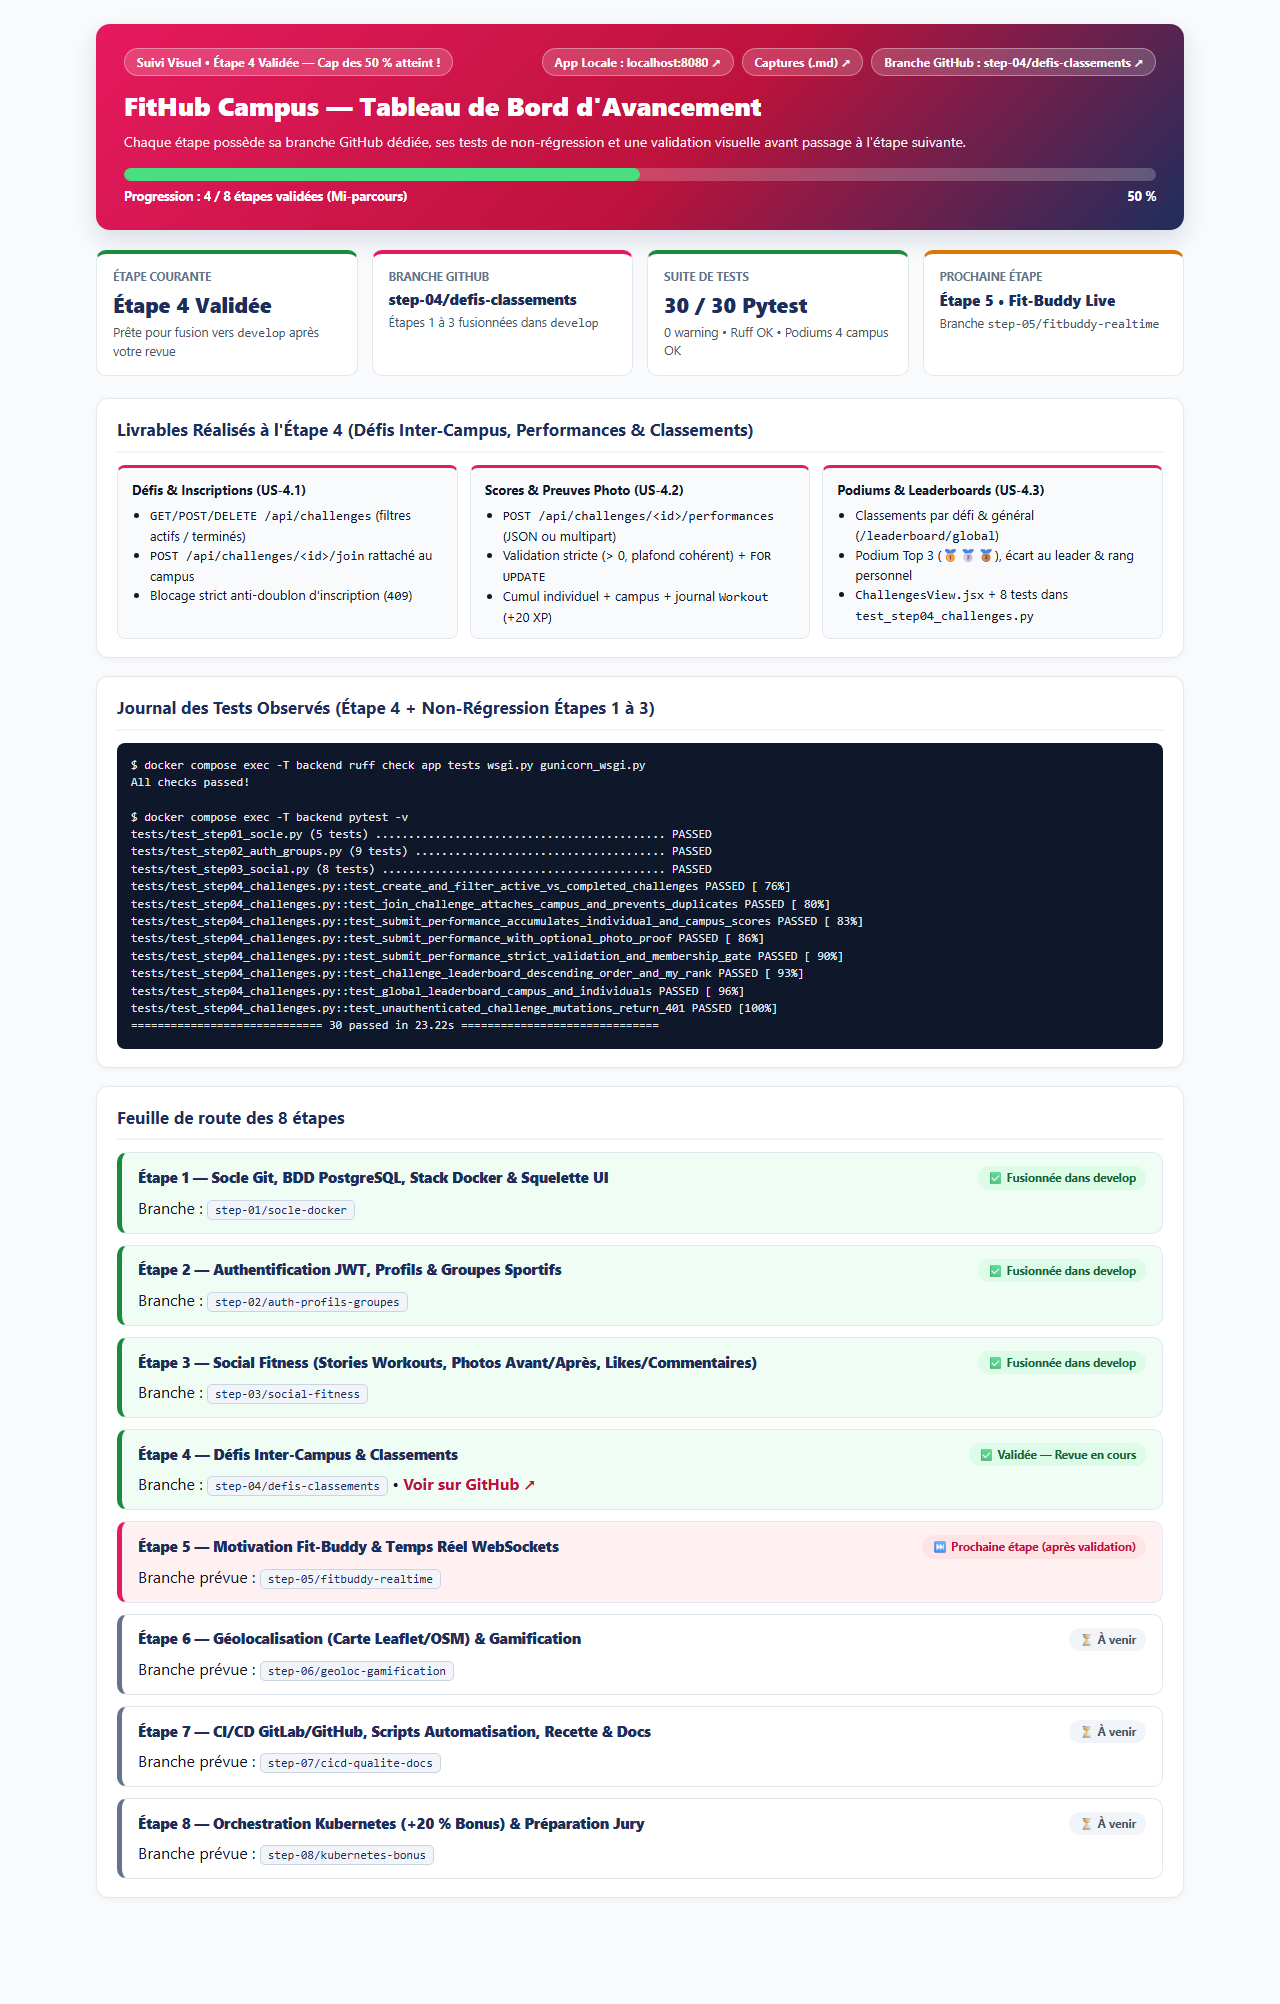 Suivi Visuel • Étape 4 Validée — Cap des 50 % atteint !
App Locale : localhost:8080 ↗
Captures (.md) ↗
Branche GitHub : step-04/defis-classements ↗
FitHub Campus — Tableau de Bord d'Avancement
Chaque étape possède sa branche GitHub dédiée, ses tests de non-régression et une validation visuelle avant passage à l'étape suivante.
Progression : 4 / 8 étapes validées (Mi-parcours)
50 %
ÉTAPE COURANTE
Étape 4 Validée
Prête pour fusion vers develop après
votre revue
BRANCHE GITHUB
step-04/defis-classements
Étapes 1 à 3 fusionnées dans develop
SUITE DE TESTS
30 / 30 Pytest
0 warning • Ruff OK • Podiums 4 campus
OK
PROCHAINE ÉTAPE
Étape 5 • Fit-Buddy Live
Branche step-05/fitbuddy-realtime
Livrables Réalisés à l'Étape 4 (Défis Inter-Campus, Performances & Classements)
Défis & Inscriptions (US-4.1)
• GET/POST/DELETE /api/challenges (filtres
actifs / terminés)
• POST /api/challenges/<id>/join rattaché au
campus
• Blocage strict anti-doublon d'inscription (409)
Scores & Preuves Photo (US-4.2)
• POST /api/challenges/<id>/performances
(JSON ou multipart)
• Validation stricte (> 0, plafond cohérent) + FOR
UPDATE
• Cumul individuel + campus + journal Workout
(+20 XP)
Podiums & Leaderboards (US-4.3)
• Classements par défi & général
(/leaderboard/global)
• Podium Top 3 (🥇 🥈 🥉), écart au leader & rang
personnel
• ChallengesView.jsx + 8 tests dans
test_step04_challenges.py
Journal des Tests Observés (Étape 4 + Non-Régression Étapes 1 à 3)
$ docker compose exec -T backend ruff check app tests wsgi.py gunicorn_wsgi.py
All checks passed!
$ docker compose exec -T backend pytest -v
tests/test_step01_socle.py (5 tests) ............................................ PASSED
tests/test_step02_auth_groups.py (9 tests) ...................................... PASSED
tests/test_step03_social.py (8 tests) ........................................... PASSED
tests/test_step04_challenges.py::test_create_and_filter_active_vs_completed_challenges PASSED [ 76%]
tests/test_step04_challenges.py::test_join_challenge_attaches_campus_and_prevents_duplicates PASSED [ 80%]
tests/test_step04_challenges.py::test_submit_performance_accumulates_individual_and_campus_scores PASSED [ 83%]
tests/test_step04_challenges.py::test_submit_performance_with_optional_photo_proof PASSED [ 86%]
tests/test_step04_challenges.py::test_submit_performance_strict_validation_and_membership_gate PASSED [ 90%]
tests/test_step04_challenges.py::test_challenge_leaderboard_descending_order_and_my_rank PASSED [ 93%]
tests/test_step04_challenges.py::test_global_leaderboard_campus_and_individuals PASSED [ 96%]
tests/test_step04_challenges.py::test_unauthenticated_challenge_mutations_return_401 PASSED [100%]
============================= 30 passed in 23.22s ==============================
Feuille de route des 8 étapes
Étape 1 — Socle Git, BDD PostgreSQL, Stack Docker & Squelette UI
✅ Fusionnée dans develop
Branche : step-01/socle-docker
Étape 2 — Authentification JWT, Profils & Groupes Sportifs
✅ Fusionnée dans develop
Branche : step-02/auth-profils-groupes
Étape 3 — Social Fitness (Stories Workouts, Photos Avant/Après, Likes/Commentaires)
✅ Fusionnée dans develop
Branche : step-03/social-fitness
Étape 4 — Défis Inter-Campus & Classements
✅ Validée — Revue en cours
Branche : step-04/defis-classements • Voir sur GitHub ↗
Étape 5 — Motivation Fit-Buddy & Temps Réel WebSockets
⏭️ Prochaine étape (après validation)
Branche prévue : step-05/fitbuddy-realtime
Étape 6 — Géolocalisation (Carte Leaflet/OSM) & Gamification
⏳ À venir
Branche prévue : step-06/geoloc-gamification
Étape 7 — CI/CD GitLab/GitHub, Scripts Automatisation, Recette & Docs
⏳ À venir
Branche prévue : step-07/cicd-qualite-docs
Étape 8 — Orchestration Kubernetes (+20 % Bonus) & Préparation Jury
⏳ À venir
Branche prévue : step-08/kubernetes-bonus